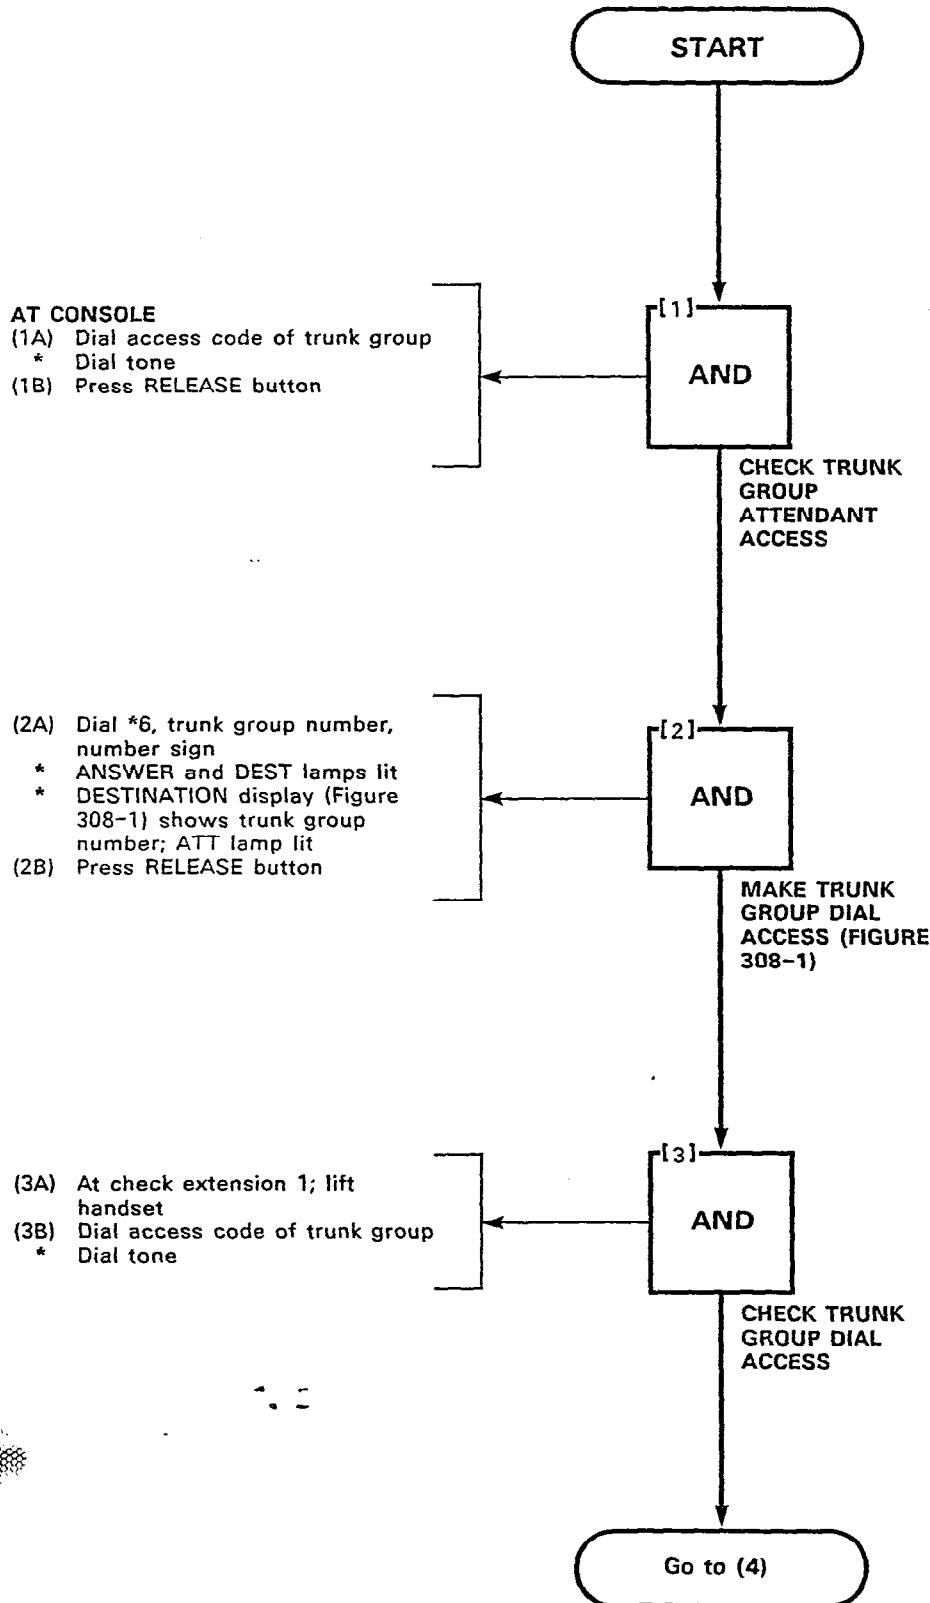 START
AT CONSOLE
(1A) Dial access code of trunk group
* Dial tone
(1B) Press RELEASE button
[1]
AND
CHECK TRUNK
GROUP
ATTENDANT
ACCESS
(2A) Dial *6, trunk group number,
number sign
* ANSWER and DEST lamps lit
* DESTINATION display (Figure
308-1) shows trunk group
number; ATT lamp lit
(2B) Press RELEASE button
[2]
AND
MAKE TRUNK
GROUP DIAL
ACCESS (FIGURE
308-1)
(3A) At check extension 1; lift
handset
(3B) Dial access code of trunk group
* Dial tone
[3]
AND
CHECK TRUNK
GROUP DIAL
ACCESS
Go to (4)